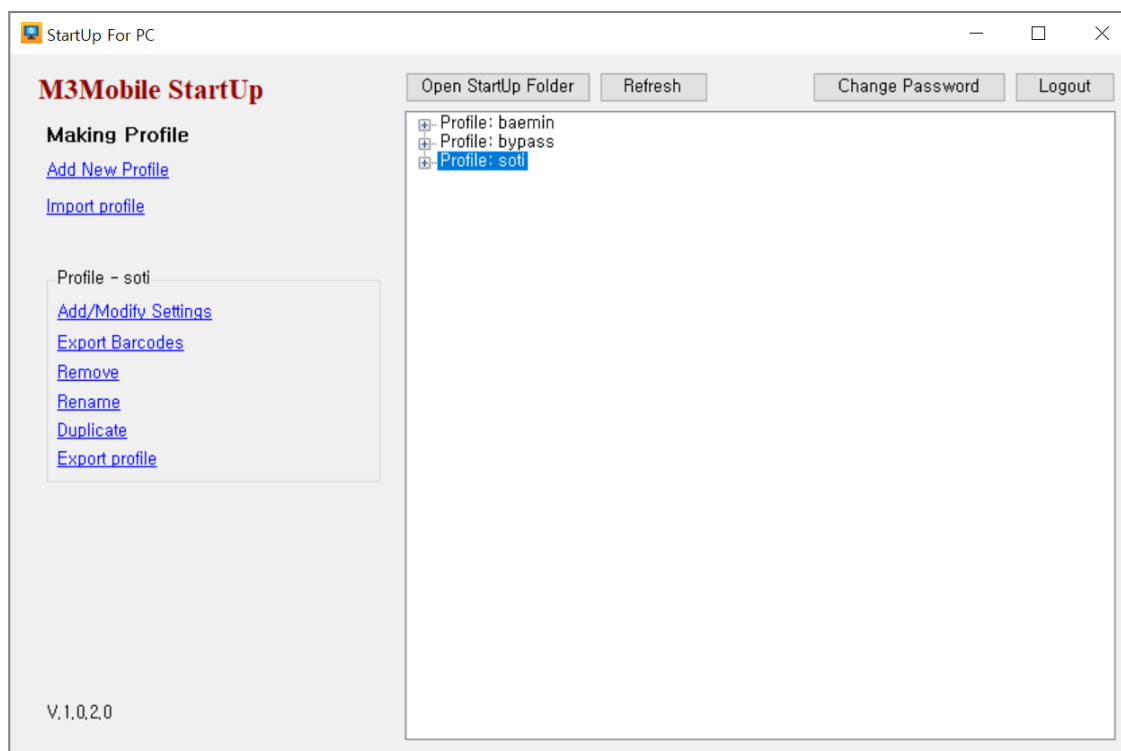 StartUp For PC
M3Mobile StartUp
Open StartUp Folder
Refresh
Change Password
Logout
Making Profile
Add New Profile
Import profile
Profile - soti
Add/Modify Settings
Export Barcodes
Remove
Rename
Duplicate
Export profile
V.1.0.2.0
Profile: baemin
Profile: bypass
Profile: soti